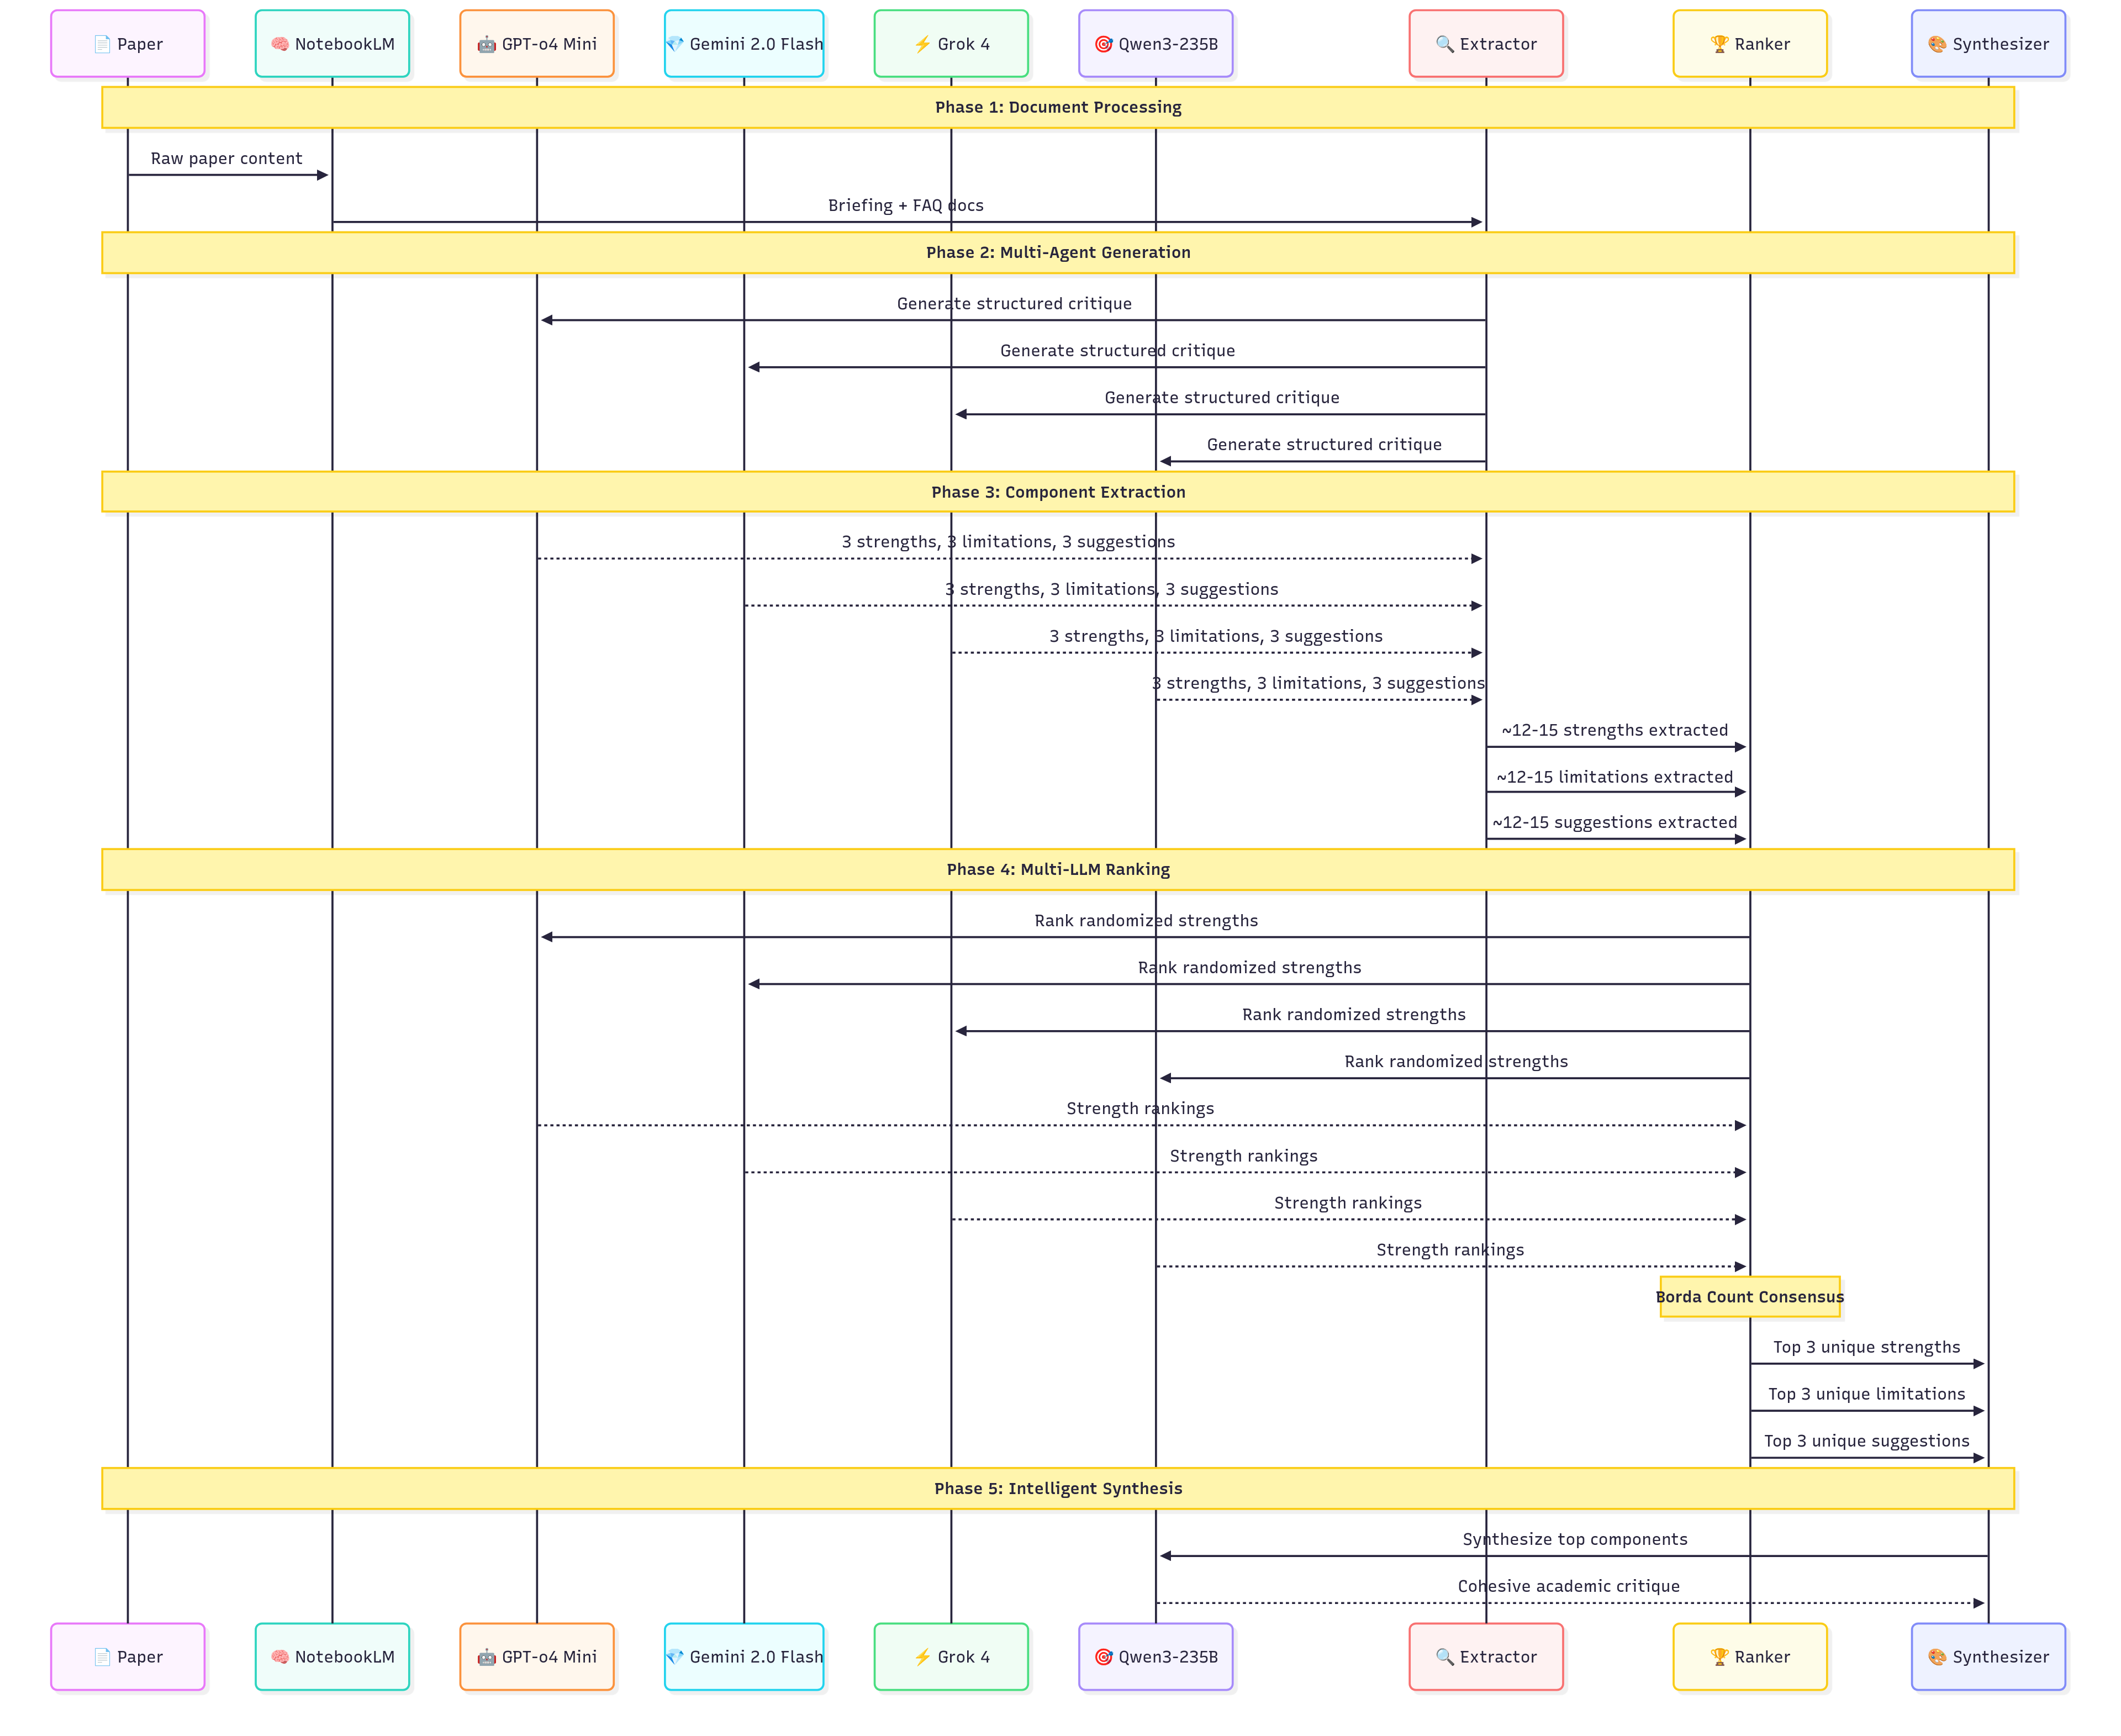 📄 Paper
🧠 NotebookLM
🤖 GPT-o4 Mini
💎 Gemini 2.0 Flash
⚡ Grok 4
🎯 Qwen3-235B
🔍 Extractor
🏆 Ranker
🎨 Synthesizer
Phase 1: Document Processing
Raw paper content
Briefing + FAQ docs
Phase 2: Multi-Agent Generation
Generate structured critique
Generate structured critique
Generate structured critique
Generate structured critique
Phase 3: Component Extraction
3 strengths, 3 limitations, 3 suggestions
3 strengths, 3 limitations, 3 suggestions
3 strengths, 3 limitations, 3 suggestions
3 strengths, 3 limitations, 3 suggestions
~12-15 strengths extracted
~12-15 limitations extracted
~12-15 suggestions extracted
Phase 4: Multi-LLM Ranking
Rank randomized strengths
Rank randomized strengths
Rank randomized strengths
Rank randomized strengths
Strength rankings
Strength rankings
Strength rankings
Strength rankings
Borda Count Consensus
Top 3 unique strengths
Top 3 unique limitations
Top 3 unique suggestions
Phase 5: Intelligent Synthesis
Synthesize top components
Cohesive academic critique
📄 Paper
🧠 NotebookLM
🤖 GPT-o4 Mini
💎 Gemini 2.0 Flash
⚡ Grok 4
🎯 Qwen3-235B
🔍 Extractor
🏆 Ranker
🎨 Synthesizer